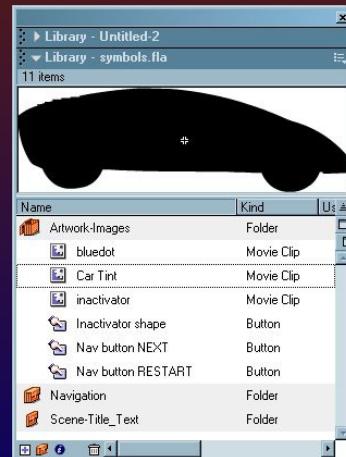 Library - Untitled-2
Library - symbols.fla
11 items
Name Kind Us
Artwork-Images Folder
bluedot Movie Clip
Car Tint Movie Clip
inactivator Movie Clip
Inactivator shape Button
Nav button NEXT Button
Nav button RESTART Button
Navigation Folder
Scene-Title_Text Folder